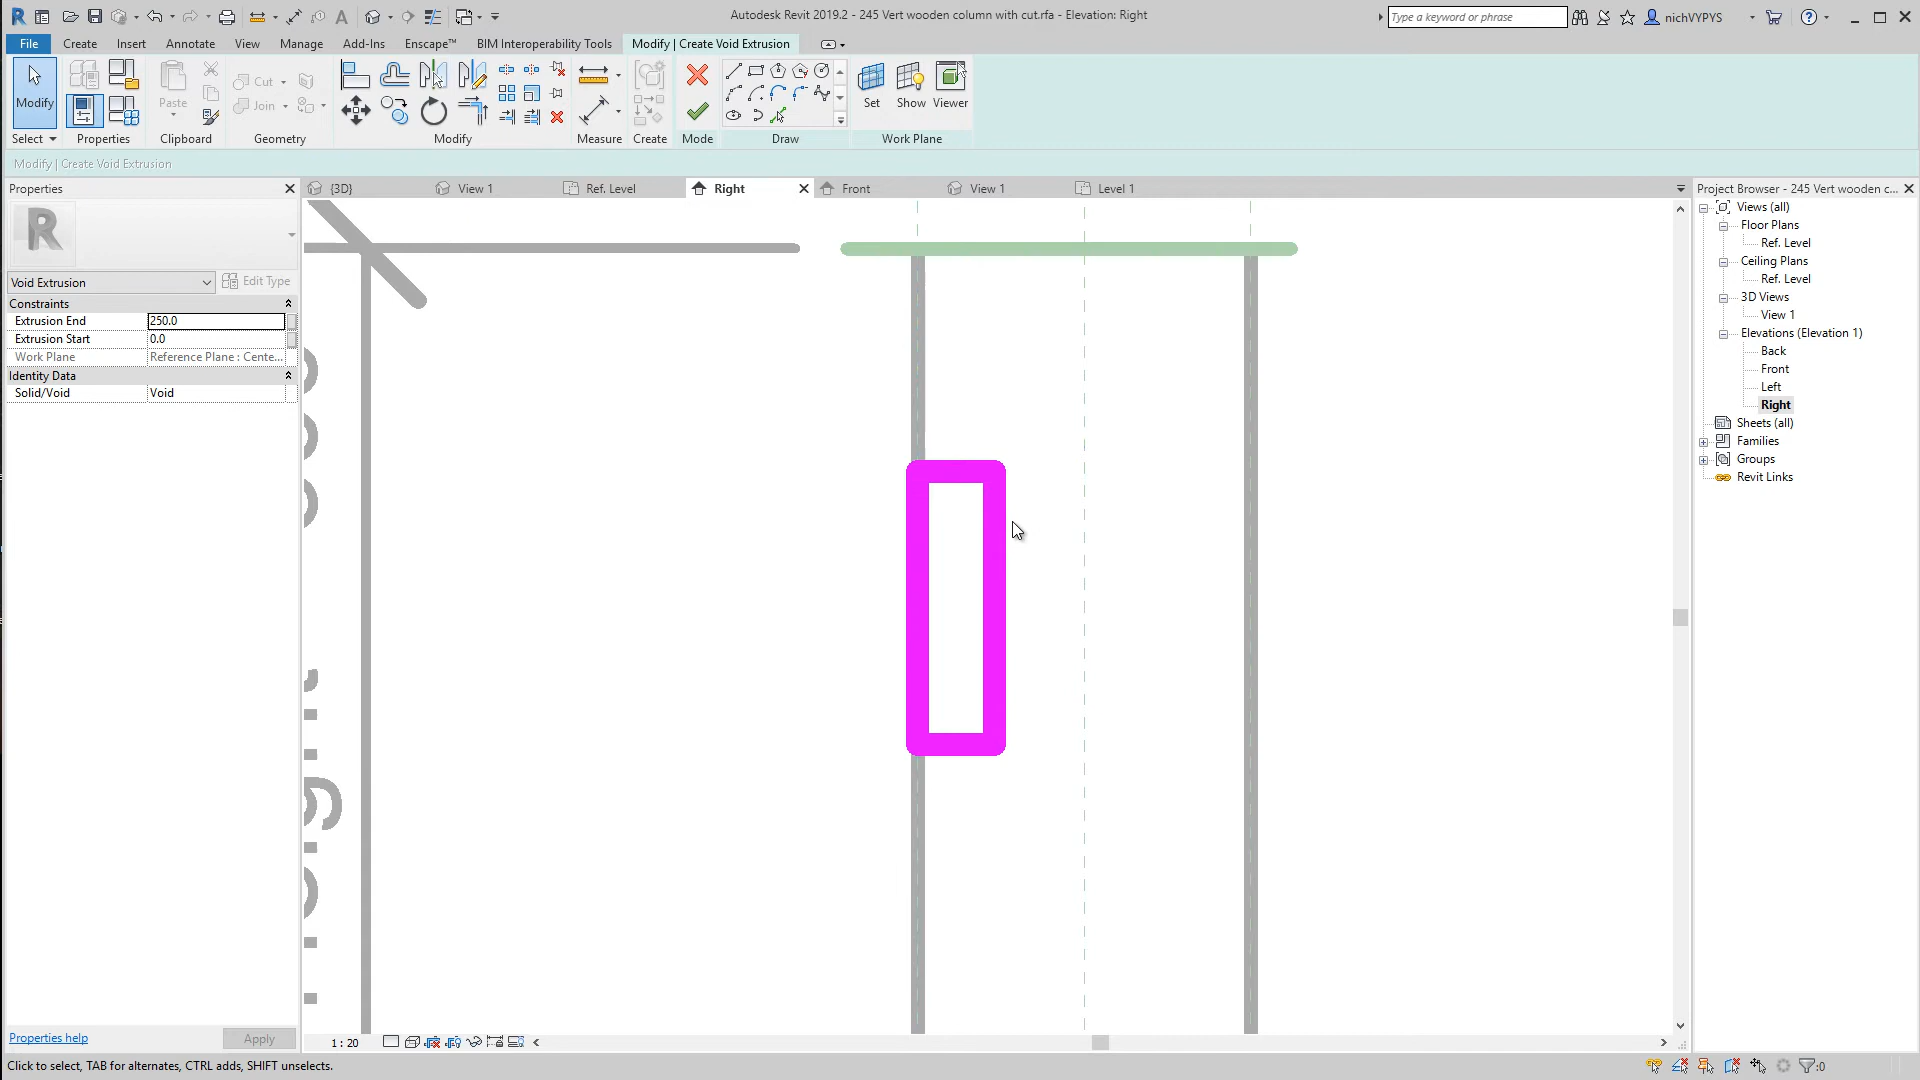 Autodesk Revit 2019.2 - 245 Vert wooden column with cut.rfa - Elevation: Right
Type a keyword or phrase
nichVYPYS
File
Create
Insert
Annotate
View
Manage
Add-Ins
Enscape™
BIM Interoperability Tools
Modify | Create Void Extrusion
Modify
Paste
Cut
Join
Set
Show
Viewer
Select
Properties
Clipboard
Geometry
Modify
Measure
Create
Mode
Draw
Work Plane
Modify | Create Void Extrusion
Properties
{3D}
View 1
Ref. Level
Right
Front
View 1
Level 1
Project Browser - 245 Vert wooden c...
R
Void Extrusion
Edit Type
Constraints
Extrusion End 250.0
Extrusion Start 0.0
Work Plane Reference Plane : Cente...
Identity Data
Solid/Void Void
Views (all)
Floor Plans
Ref. Level
Ceiling Plans
Ref. Level
3D Views
View 1
Elevations (Elevation 1)
Back
Front
Left
Right
Sheets (all)
Families
Groups
Revit Links
Properties help
Apply
1 : 20
Click to select, TAB for alternates, CTRL adds, SHIFT unselects.
:0